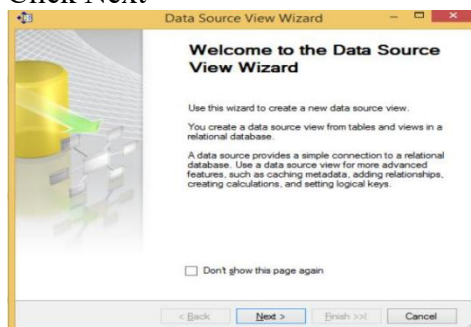 Click Next
Data Source View Wizard
Welcome to the Data Source
View Wizard
Use this wizard to create a new data source view.
You create a data source view from tables and views in a
relational database.
A data source provides a simple connection to a relational
database. Use a data source view for more advanced
features, such as caching metadata, adding relationships,
creating calculations, and setting logical keys.
Don't show this page again
< Back Next > Finish >>| Cancel